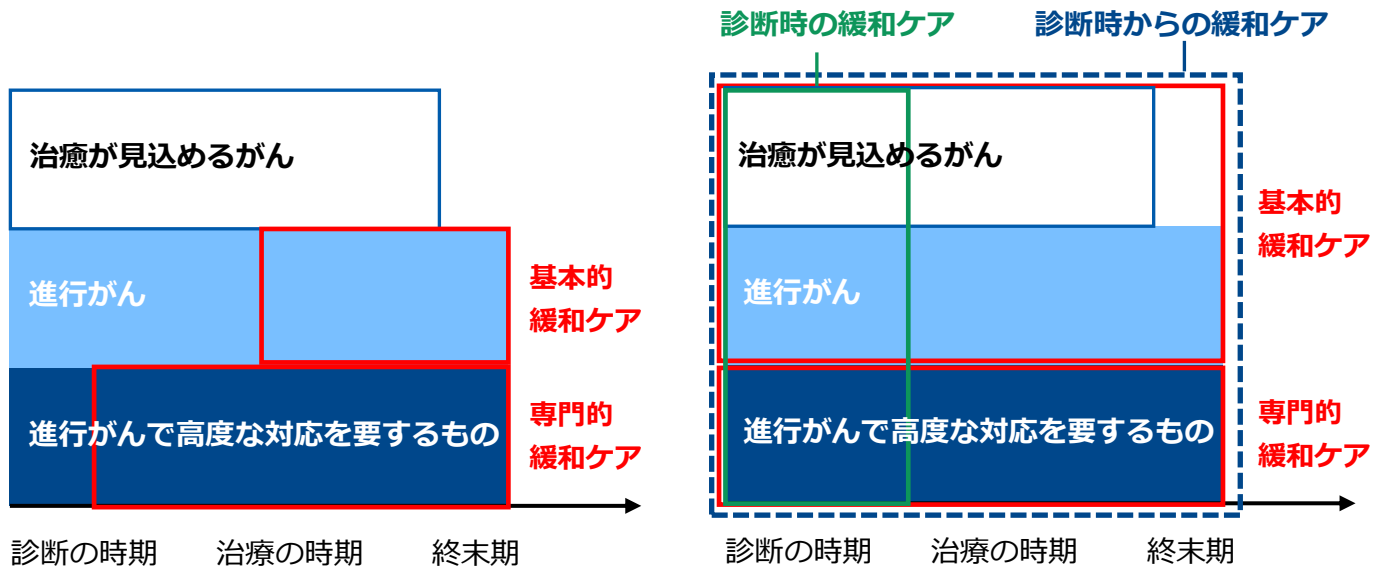 治癒が見込めるがん
進行がん
基本的
緩和ケア
進行がんで高度な対応を要するもの
専門的
緩和ケア
診断の時期
治療の時期
終末期
診断時の緩和ケア
診断時からの緩和ケア
治癒が見込めるがん
基本的
緩和ケア
進行がん
進行がんで高度な対応を要するもの
専門的
緩和ケア
診断の時期
治療の時期
終末期